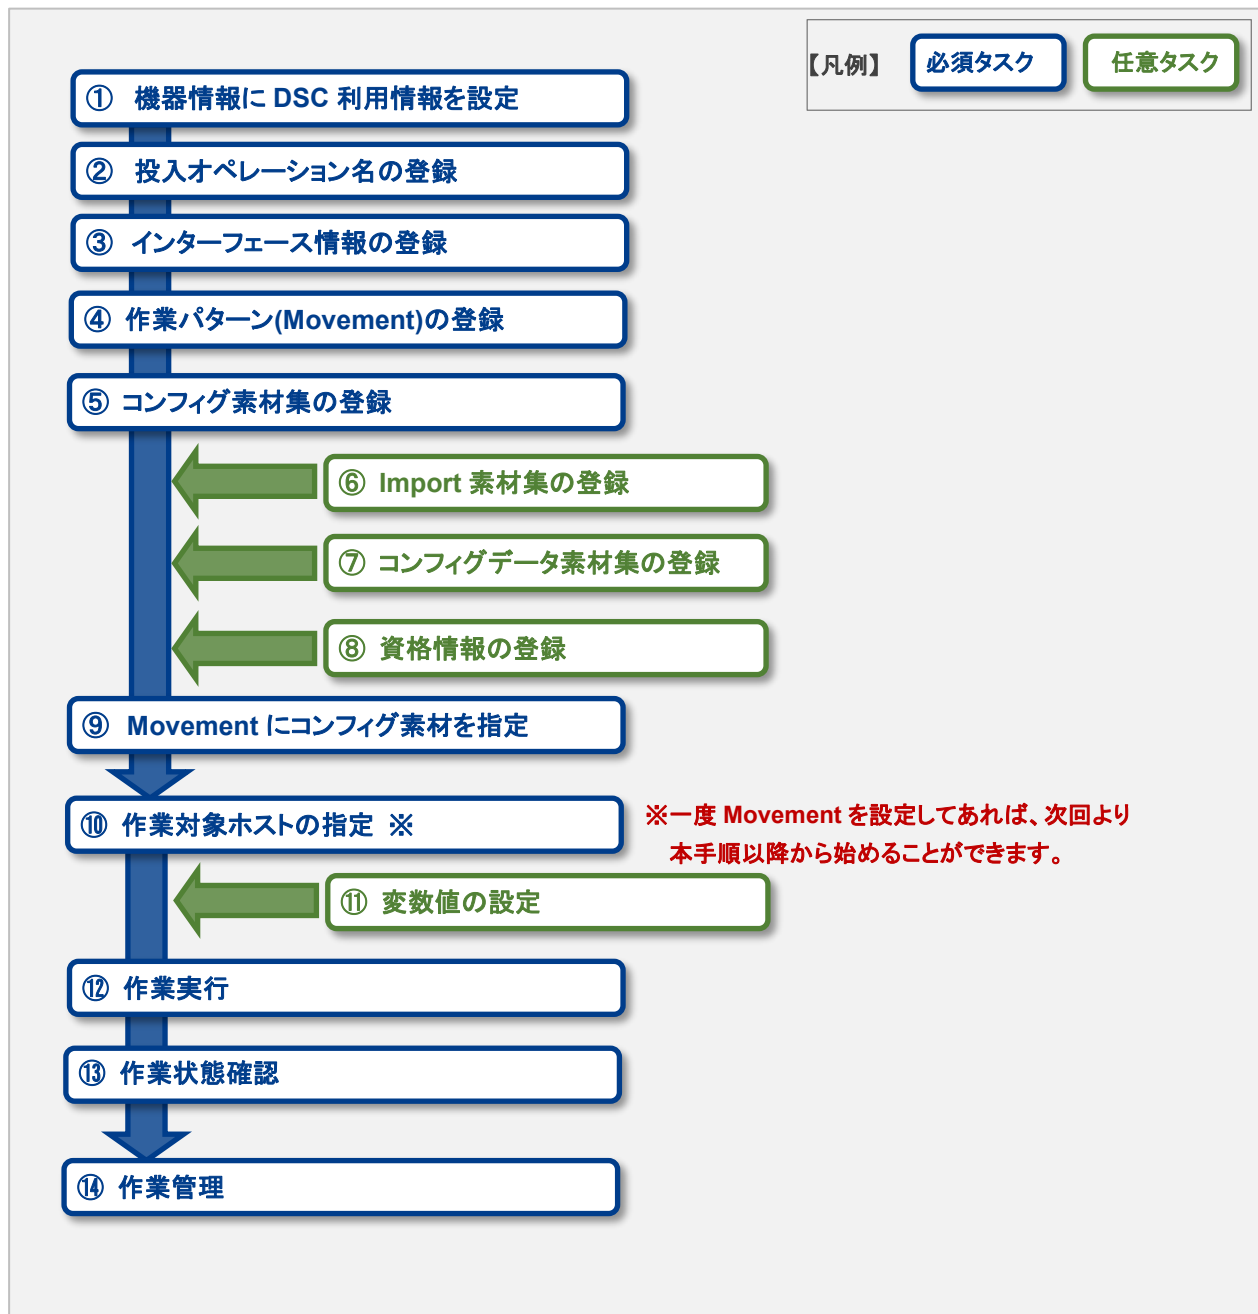 【凡例】 必須タスク 任意タスク
① 機器情報に DSC 利用情報を設定
② 投入オペレーション名の登録
③ インターフェース情報の登録
④ 作業パターン(Movement)の登録
⑤ コンフィグ素材集の登録
⑥ Import 素材集の登録
⑦ コンフィグデータ素材集の登録
⑧ 資格情報の登録
⑨ Movement にコンフィグ素材を指定
⑩ 作業対象ホストの指定 ※
※一度 Movement を設定してあれば、次回より
本手順以降から始めることができます。
⑪ 変数値の設定
⑫ 作業実行
⑬ 作業状態確認
⑭ 作業管理